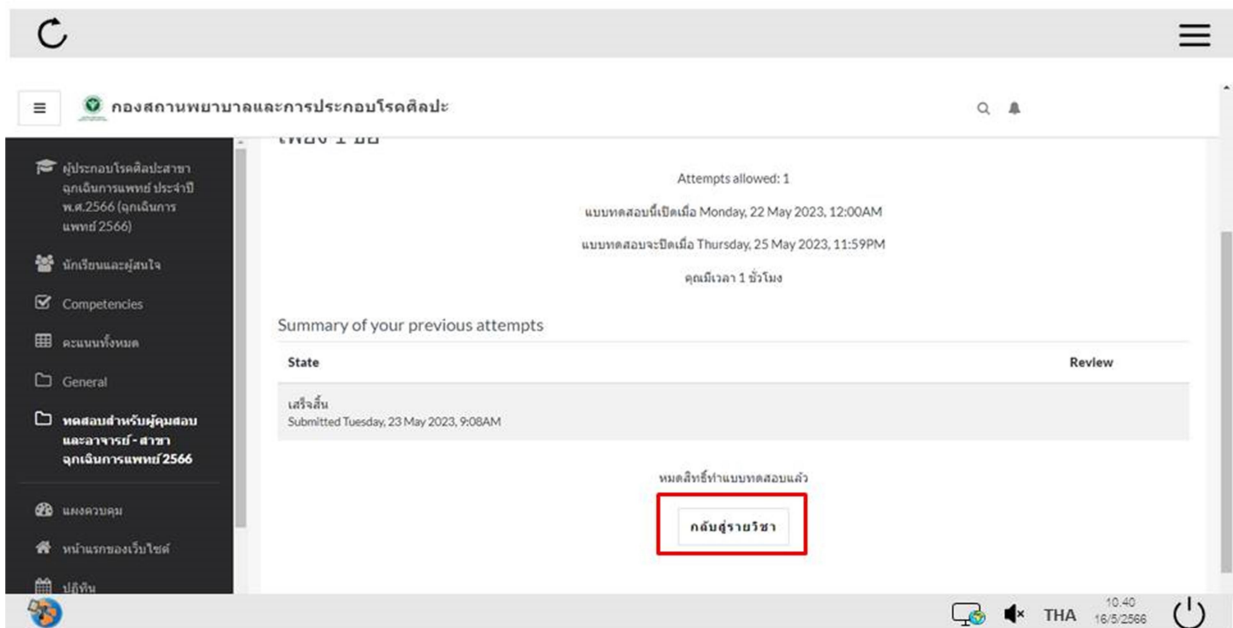 กองสถานพยาบาลและการประกอบโรคศิลปะ
Attempts allowed: 1
แบบทดสอบนี้เปิดเมื่อ Monday, 22 May 2023, 12:00AM
แบบทดสอบจะปิดเมื่อ Thursday, 25 May 2023, 11:59PM
คุณมีเวลา 1 ชั่วโมง
Summary of your previous attempts
State Review
เสร็จสิ้น
Submitted Tuesday, 23 May 2023, 9:08AM
หมดสิทธิ์ทำแบบทดสอบแล้ว
กลับสู่รายวิชา
ผู้ประกอบโรคศิลปะสาขา
ฉุกเฉินการแพทย์ ประจำปี
พ.ศ.2566 (ฉุกเฉินการ
แพทย์ 2566)
นักเรียนและผู้สนใจ
Competencies
คะแนนทั้งหมด
General
ทดสอบสำหรับผู้คุมสอบ
และอาจารย์ - สาขา
ฉุกเฉินการแพทย์ 2566
แผงควบคุม
หน้าแรกของเว็บไซต์
ปฏิทิน
THA
10:40
16/5/2566